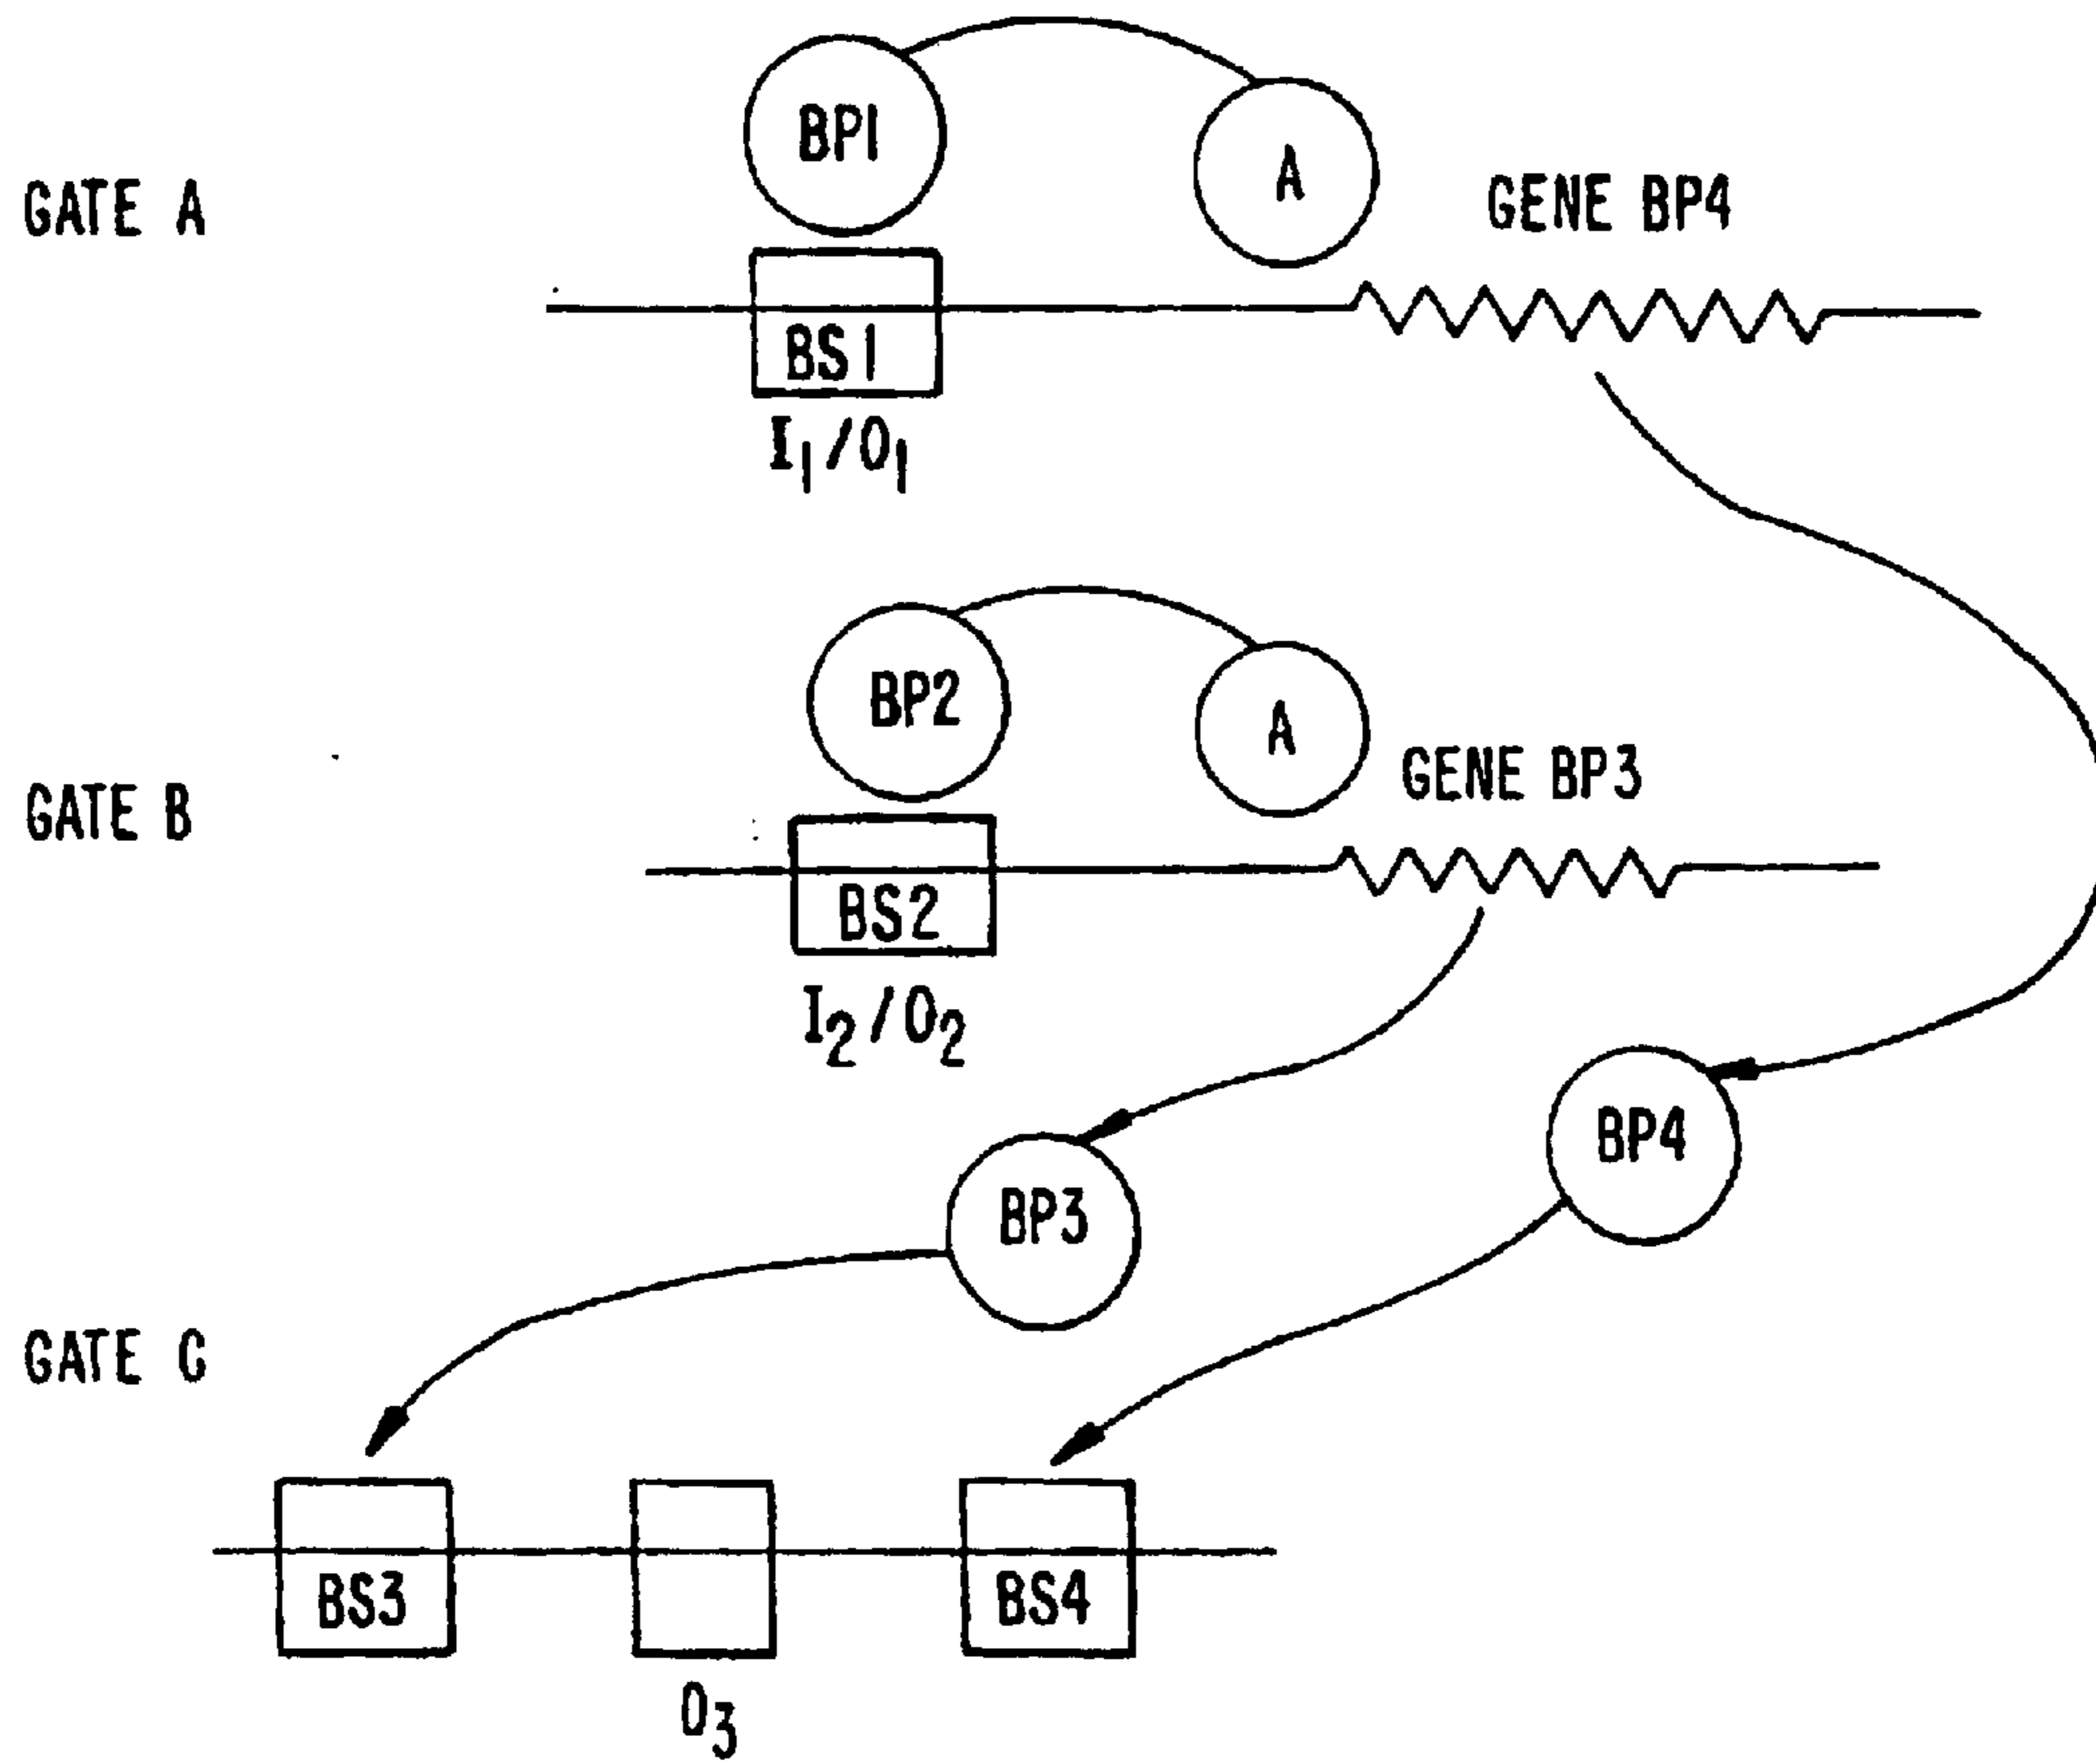 BP1
A
GATE A
GENE BP4
BS1
I₁/O₁
BP2
A
GENE BP3
GATE B
BS2
I₂/O₂
BP4
BP3
GATE C
BS3
BS4
O₃